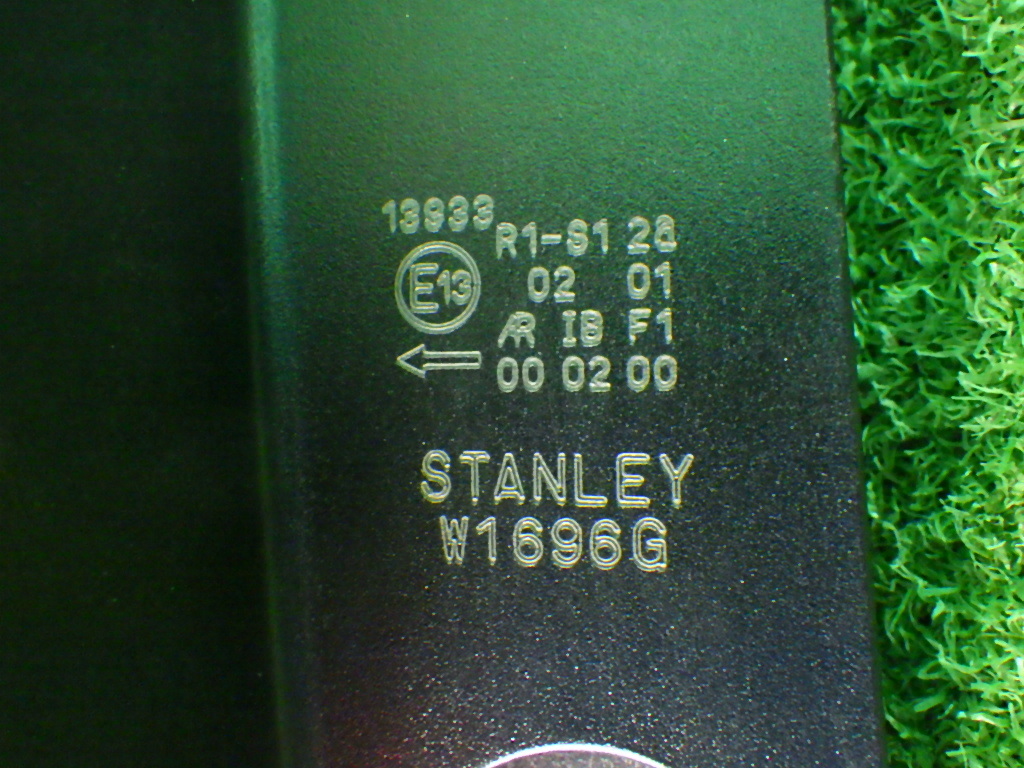 13933 R1-S1 2a
E13 02 01
AR IB F1
← 00 02 00
STANLEY
W1696G